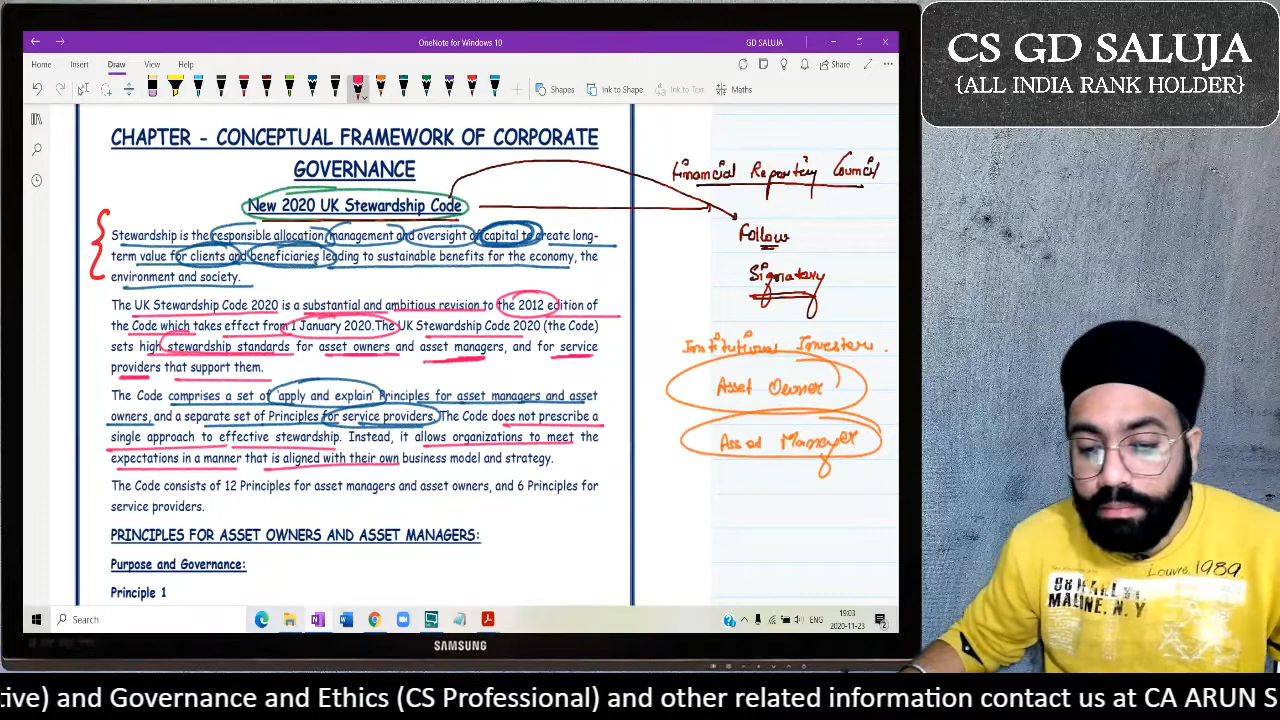 CS GD SALUJA
{ALL INDIA RANK HOLDER}
OneNote for Windows 10
GD SALUJA
Home Insert Draw View Help
Shapes
Ink to Shape
Ink to Text
Maths
Share
CHAPTER - CONCEPTUAL FRAMEWORK OF CORPORATE
GOVERNANCE
New 2020 UK Stewardship Code
Stewardship is the responsible allocation management and oversight of capital to create long-
term value for clients and beneficiaries leading to sustainable benefits for the economy, the
environment and society.
The UK Stewardship Code 2020 is a substantial and ambitious revision to the 2012 edition of
the Code which takes effect from 1 January 2020.The UK Stewardship Code 2020 (the Code)
sets high stewardship standards for asset owners and asset managers, and for service
providers that support them.
The Code comprises a set of 'apply and explain' Principles for asset managers and asset
owners, and a separate set of Principles for service providers. The Code does not prescribe a
single approach to effective stewardship. Instead, it allows organizations to meet the
expectations in a manner that is aligned with their own business model and strategy.
The Code consists of 12 Principles for asset managers and asset owners, and 6 Principles for
service providers.
PRINCIPLES FOR ASSET OWNERS AND ASSET MANAGERS:
Purpose and Governance:
Principle 1
Financial Reporting Council
Follow
Signatory
Institutional Investors.
Asset Owner
Asset Manager
Search
ENG
19:03
2020-11-23
SAMSUNG
Louvre, 1989
MALINE, N.Y
tive) and Governance and Ethics (CS Professional) and other related information contact us at CA ARUN S